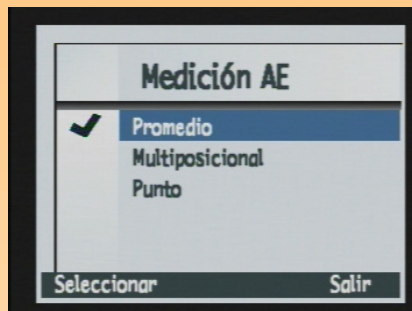 Medición AE
Promedio
Multiposicional
Punto
Seleccionar Salir